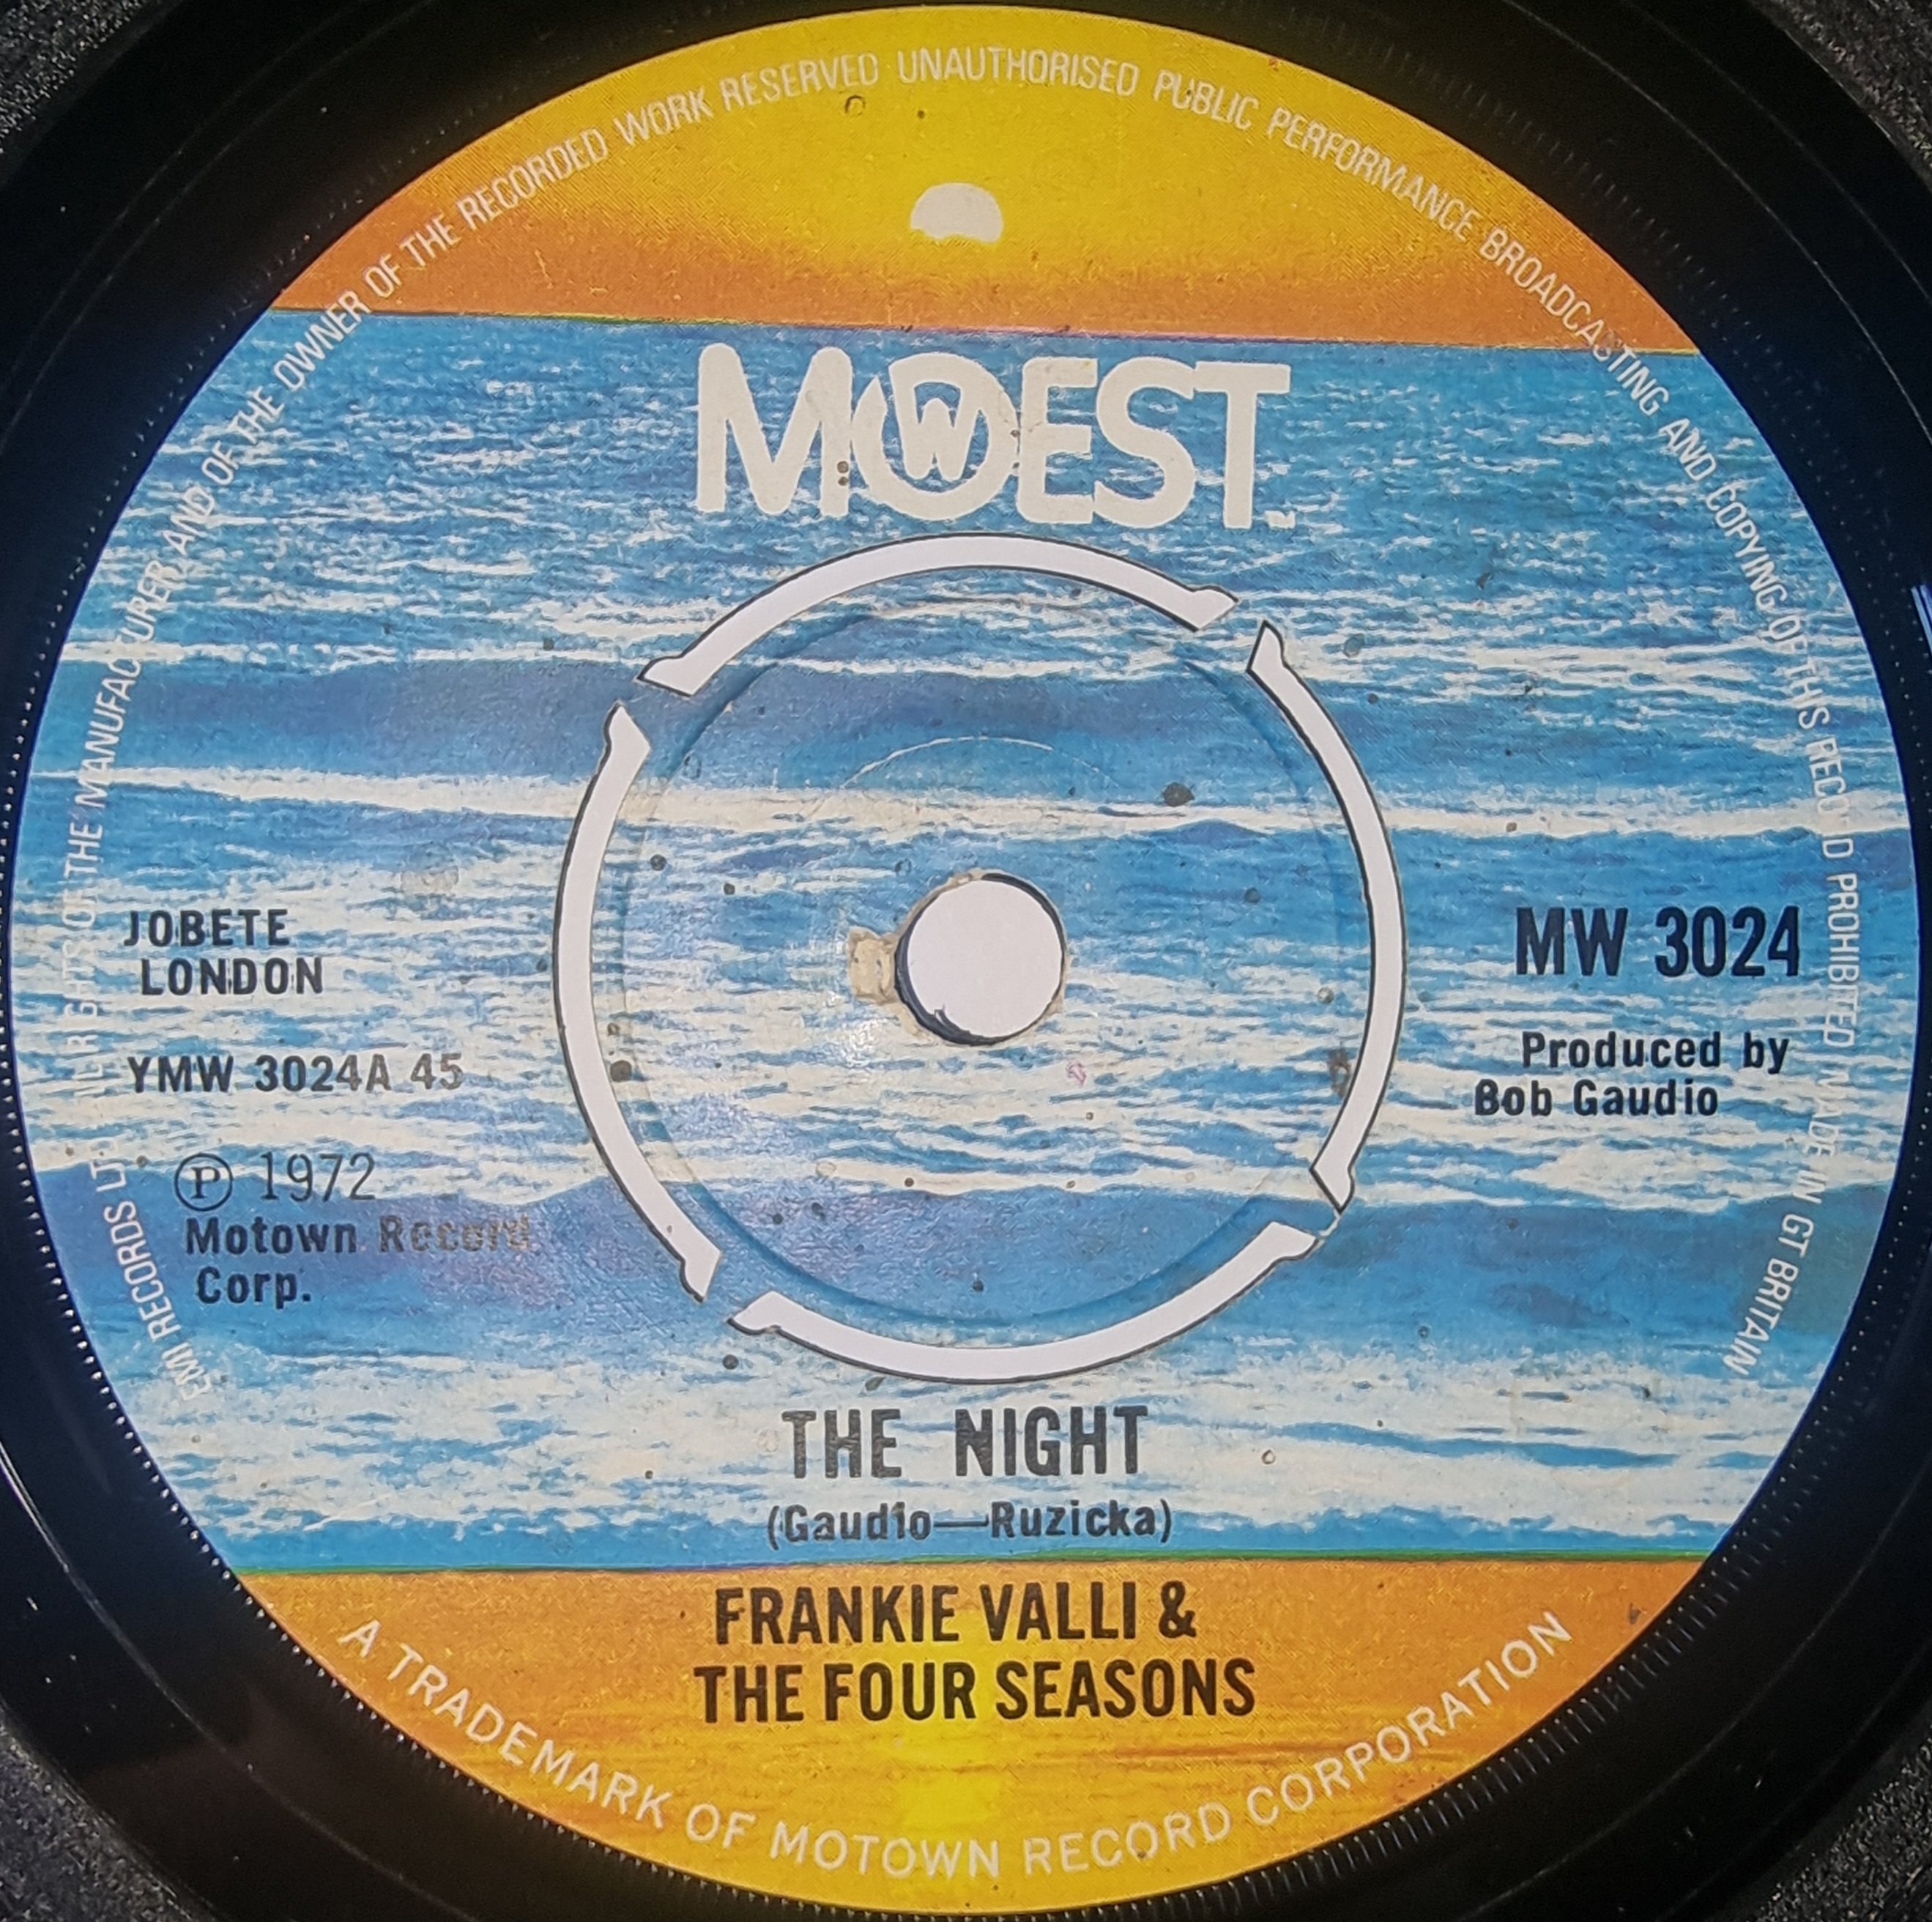 EMI RECORDS LTD ALL RIGHTS OF THE MANUFACTURER AND OF THE OWNER OF THE RECORDED WORK RESERVED UNAUTHORISED PUBLIC PERFORMANCE BROADCASTING AND COPYING OF THIS RECORD PROHIBITED MADE IN GT BRITAIN
MOWEST
TM
JOBETE
LONDON
YMW 3024A 45
Ⓟ 1972
Motown Record
Corp.
MW 3024
Produced by
Bob Gaudio
THE NIGHT
(Gaudio—Ruzicka)
FRANKIE VALLI &
THE FOUR SEASONS
A TRADEMARK OF MOTOWN RECORD CORPORATION